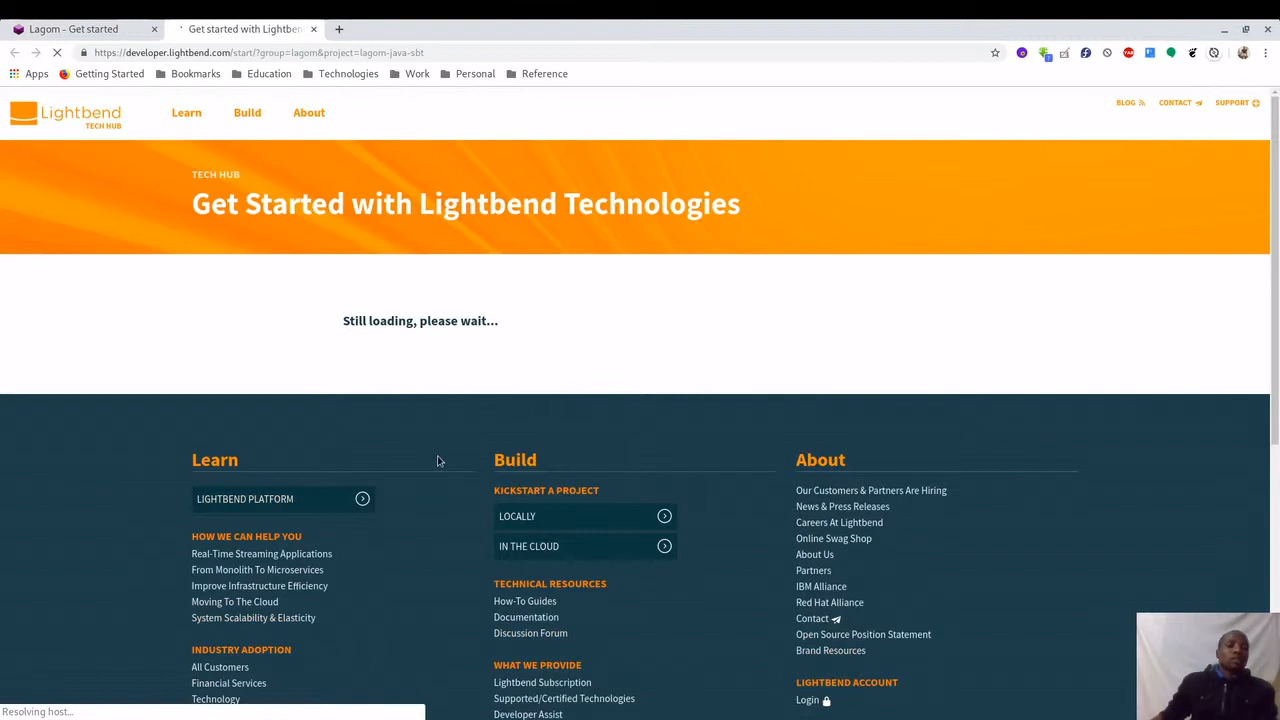 Lagom - Get started
Get started with Lightben
https://developer.lightbend.com/start/?group=lagom&project=lagom-java-sbt
Apps
Getting Started
Bookmarks
Education
Technologies
Work
Personal
Reference
Lightbend
TECH HUB
Learn
Build
About
BLOG
CONTACT
SUPPORT
TECH HUB
Get Started with Lightbend Technologies
Still loading, please wait...
Learn
LIGHTBEND PLATFORM
HOW WE CAN HELP YOU
Real-Time Streaming Applications
From Monolith To Microservices
Improve Infrastructure Efficiency
Moving To The Cloud
System Scalability & Elasticity
INDUSTRY ADOPTION
All Customers
Financial Services
Technology
Build
KICKSTART A PROJECT
LOCALLY
IN THE CLOUD
TECHNICAL RESOURCES
How-To Guides
Documentation
Discussion Forum
WHAT WE PROVIDE
Lightbend Subscription
Supported/Certified Technologies
Developer Assist
About
Our Customers & Partners Are Hiring
News & Press Releases
Careers At Lightbend
Online Swag Shop
About Us
Partners
IBM Alliance
Red Hat Alliance
Contact
Open Source Position Statement
Brand Resources
LIGHTBEND ACCOUNT
Login
Resolving host...